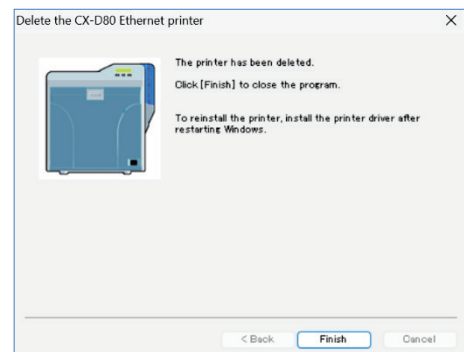 Delete the CX-D80 Ethernet printer
The printer has been deleted.
Click [Finish] to close the program.
To reinstall the printer, install the printer driver after
restarting Windows.
< Back
Finish
Cancel